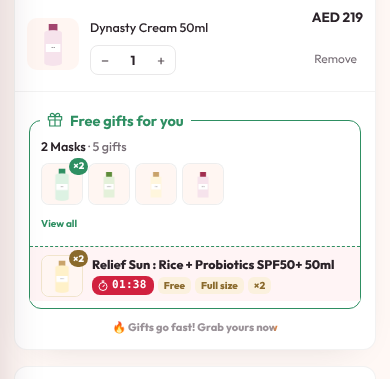 AED 219
Dynasty Cream 50ml
− 1 +
Remove
Free gifts for you
2 Masks · 5 gifts
×2
View all
×2
Relief Sun : Rice + Probiotics SPF50+ 50ml
01:38 Free Full size ×2
🔥 Gifts go fast! Grab yours now